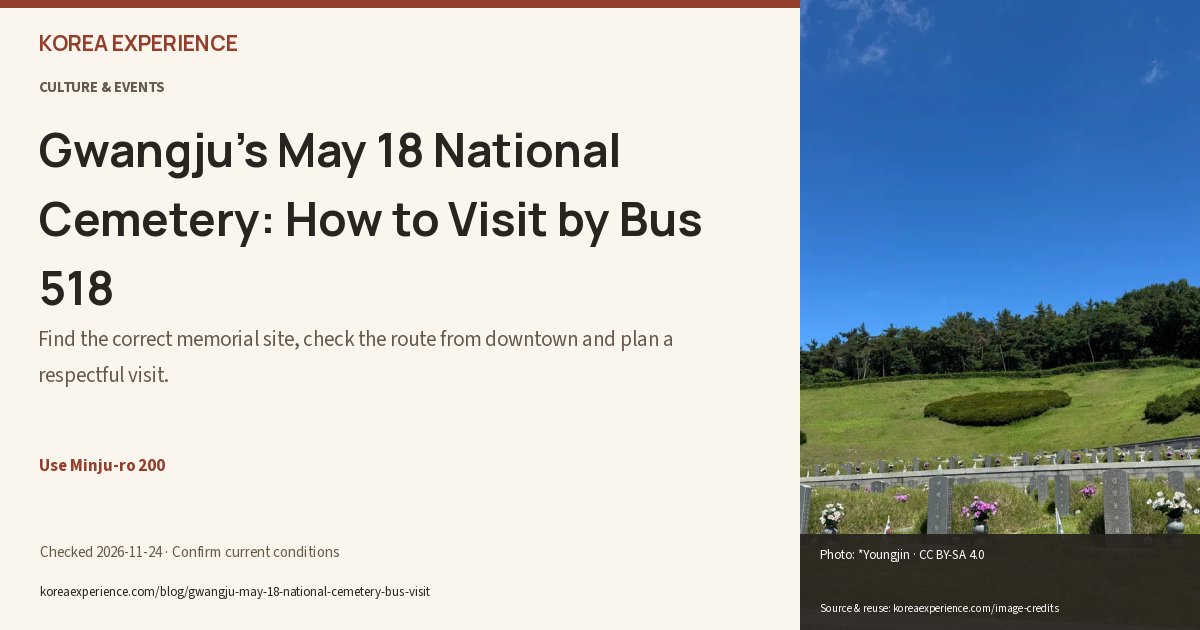 KOREA EXPERIENCE
CULTURE & EVENTS
Gwangju’s May 18 National
Cemetery: How to Visit by Bus
518
Find the correct memorial site, check the route from downtown and plan a
respectful visit.
Use Minju-ro 200
Checked 2026-11-24 · Confirm current conditions
koreaexperience.com/blog/gwangju-may-18-national-cemetery-bus-visit
Photo: *Youngjin · CC BY-SA 4.0
Source & reuse: koreaexperience.com/image-credits